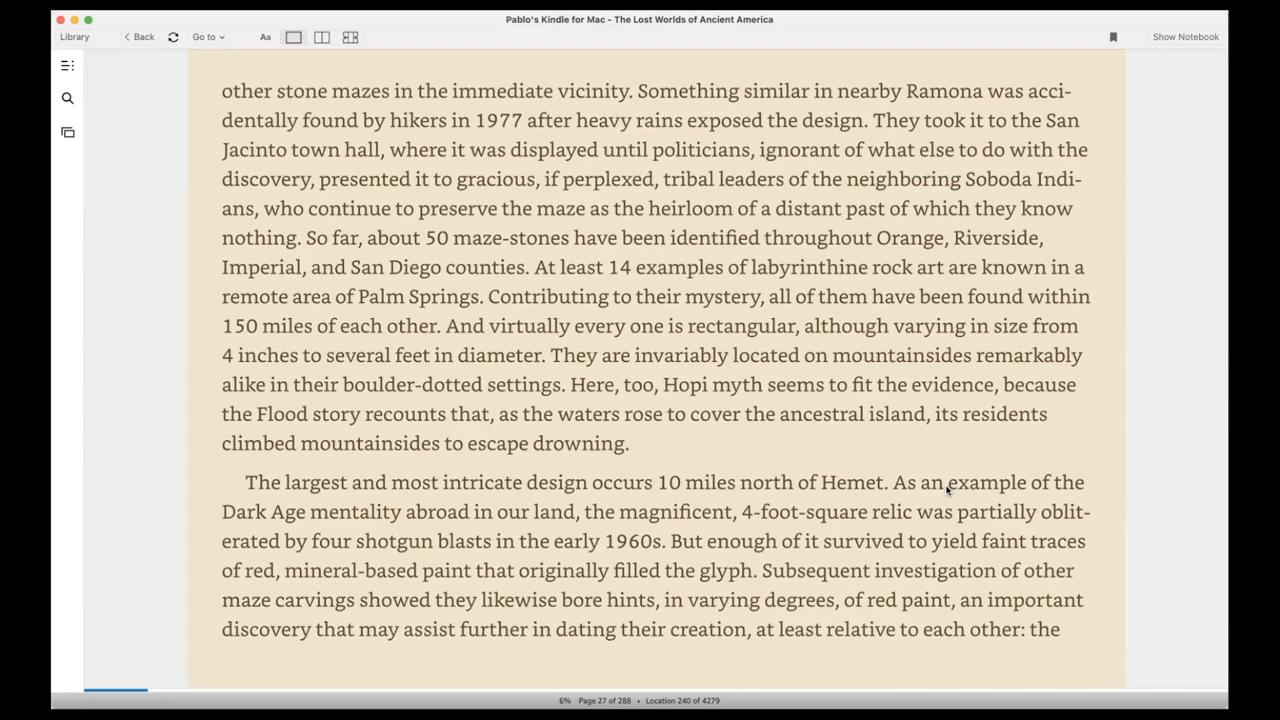 Pablo's Kindle for Mac - The Lost Worlds of Ancient America
Library
Back
Go to
Aa
Show Notebook
other stone mazes in the immediate vicinity. Something similar in nearby Ramona was acci-
dentally found by hikers in 1977 after heavy rains exposed the design. They took it to the San
Jacinto town hall, where it was displayed until politicians, ignorant of what else to do with the
discovery, presented it to gracious, if perplexed, tribal leaders of the neighboring Soboda Indi-
ans, who continue to preserve the maze as the heirloom of a distant past of which they know
nothing. So far, about 50 maze-stones have been identified throughout Orange, Riverside,
Imperial, and San Diego counties. At least 14 examples of labyrinthine rock art are known in a
remote area of Palm Springs. Contributing to their mystery, all of them have been found within
150 miles of each other. And virtually every one is rectangular, although varying in size from
4 inches to several feet in diameter. They are invariably located on mountainsides remarkably
alike in their boulder-dotted settings. Here, too, Hopi myth seems to fit the evidence, because
the Flood story recounts that, as the waters rose to cover the ancestral island, its residents
climbed mountainsides to escape drowning.
The largest and most intricate design occurs 10 miles north of Hemet. As an example of the
Dark Age mentality abroad in our land, the magnificent, 4-foot-square relic was partially oblit-
erated by four shotgun blasts in the early 1960s. But enough of it survived to yield faint traces
of red, mineral-based paint that originally filled the glyph. Subsequent investigation of other
maze carvings showed they likewise bore hints, in varying degrees, of red paint, an important
discovery that may assist further in dating their creation, at least relative to each other: the
6% Page 27 of 288 • Location 240 of 4279